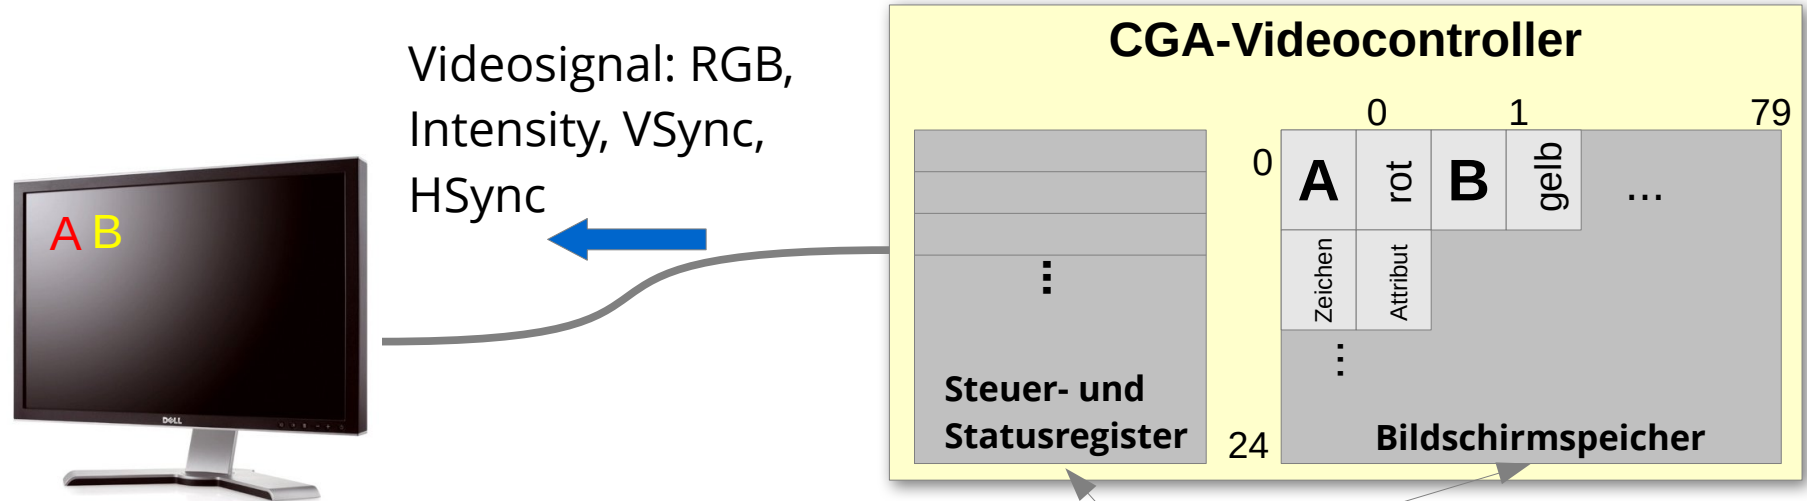 CGA-Videocontroller
Videosignal: RGB,
Intensity, VSync,
HSync
A B
DELL
0 1 79
0 A rot B gelb ...
Zeichen Attribut
⋮ ⋮
Steuer- und
Statusregister
24 Bildschirmspeicher